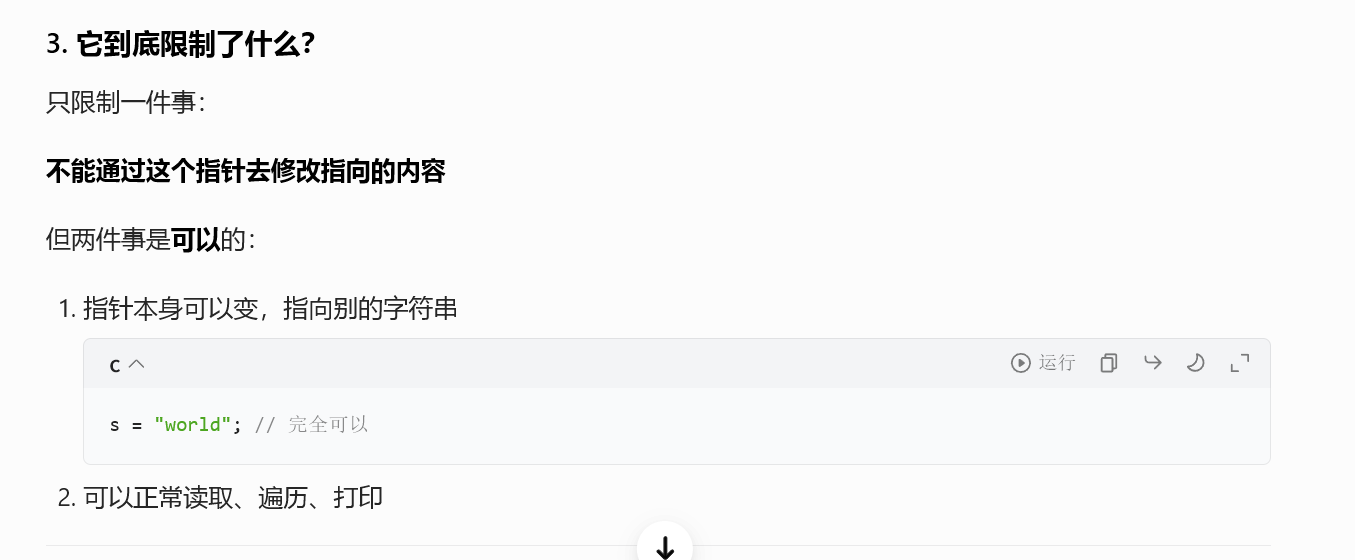 3. 它到底限制了什么？
只限制一件事：
不能通过这个指针去修改指向的内容
但两件事是可以的：
1. 指针本身可以变，指向别的字符串
C 运行
s = "world"; // 完全可以
2. 可以正常读取、遍历、打印